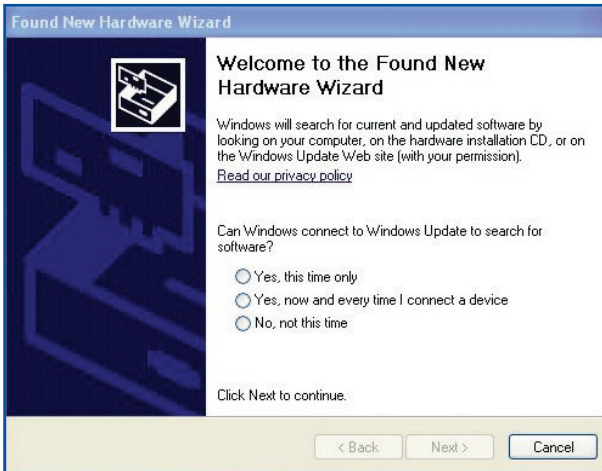 Found New Hardware Wizard
Welcome to the Found New
Hardware Wizard
Windows will search for current and updated software by
looking on your computer, on the hardware installation CD, or on
the Windows Update Web site (with your permission).
Read our privacy policy
Can Windows connect to Windows Update to search for
software?
Yes, this time only
Yes, now and every time I connect a device
No, not this time
Click Next to continue.
< Back
Next >
Cancel